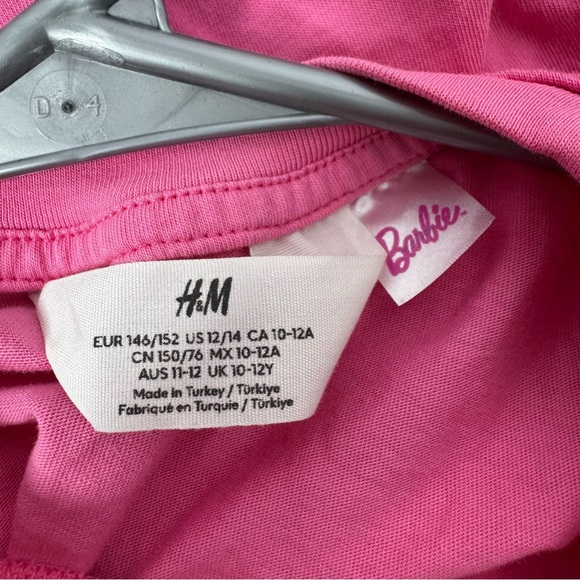 D 4
H&M
Barbie™
EUR 146/152 US 12/14 CA 10-12A
CN 150/76 MX 10-12A
AUS 11-12 UK 10-12Y
Made in Turkey / Türkiye
Fabriqué en Turquie / Türkiye